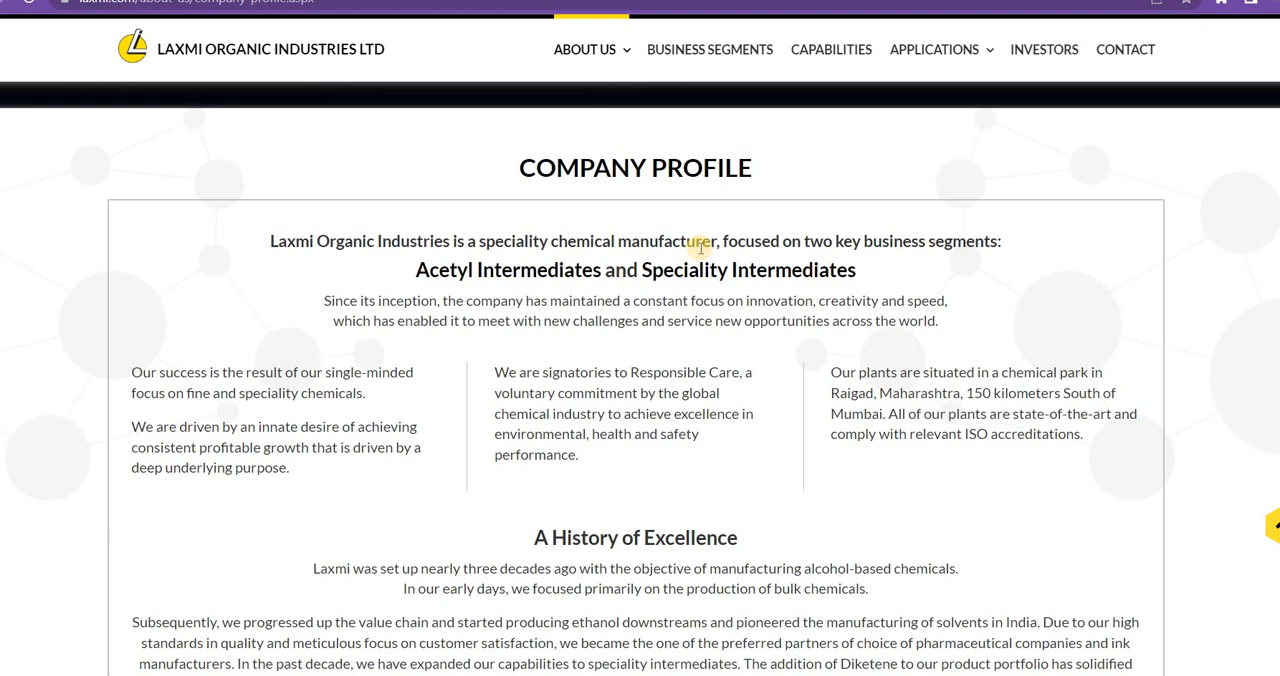 laxmi.com/about-us/company-profile.aspx
LAXMI ORGANIC INDUSTRIES LTD
ABOUT US
BUSINESS SEGMENTS
CAPABILITIES
APPLICATIONS
INVESTORS
CONTACT
COMPANY PROFILE
Laxmi Organic Industries is a speciality chemical manufacturer, focused on two key business segments:
Acetyl Intermediates and Speciality Intermediates
Since its inception, the company has maintained a constant focus on innovation, creativity and speed,
which has enabled it to meet with new challenges and service new opportunities across the world.
Our success is the result of our single-minded
focus on fine and speciality chemicals.
We are driven by an innate desire of achieving
consistent profitable growth that is driven by a
deep underlying purpose.
We are signatories to Responsible Care, a
voluntary commitment by the global
chemical industry to achieve excellence in
environmental, health and safety
performance.
Our plants are situated in a chemical park in
Raigad, Maharashtra, 150 kilometers South of
Mumbai. All of our plants are state-of-the-art and
comply with relevant ISO accreditations.
A History of Excellence
Laxmi was set up nearly three decades ago with the objective of manufacturing alcohol-based chemicals.
In our early days, we focused primarily on the production of bulk chemicals.
Subsequently, we progressed up the value chain and started producing ethanol downstreams and pioneered the manufacturing of solvents in India. Due to our high
standards in quality and meticulous focus on customer satisfaction, we became the one of the preferred partners of choice of pharmaceutical companies and ink
manufacturers. In the past decade, we have expanded our capabilities to speciality intermediates. The addition of Diketene to our product portfolio has solidified